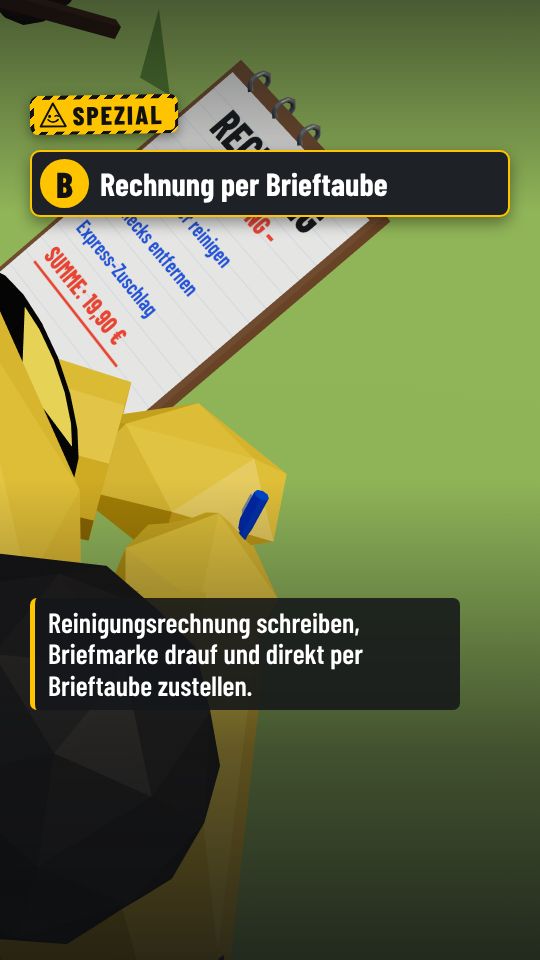 SPEZIAL
B Rechnung per Brieftaube
reinigen
entfernen
Express-Zuschlag
SUMME: 19,90 €
Reinigungsrechnung schreiben,
Briefmarke drauf und direkt per
Brieftaube zustellen.